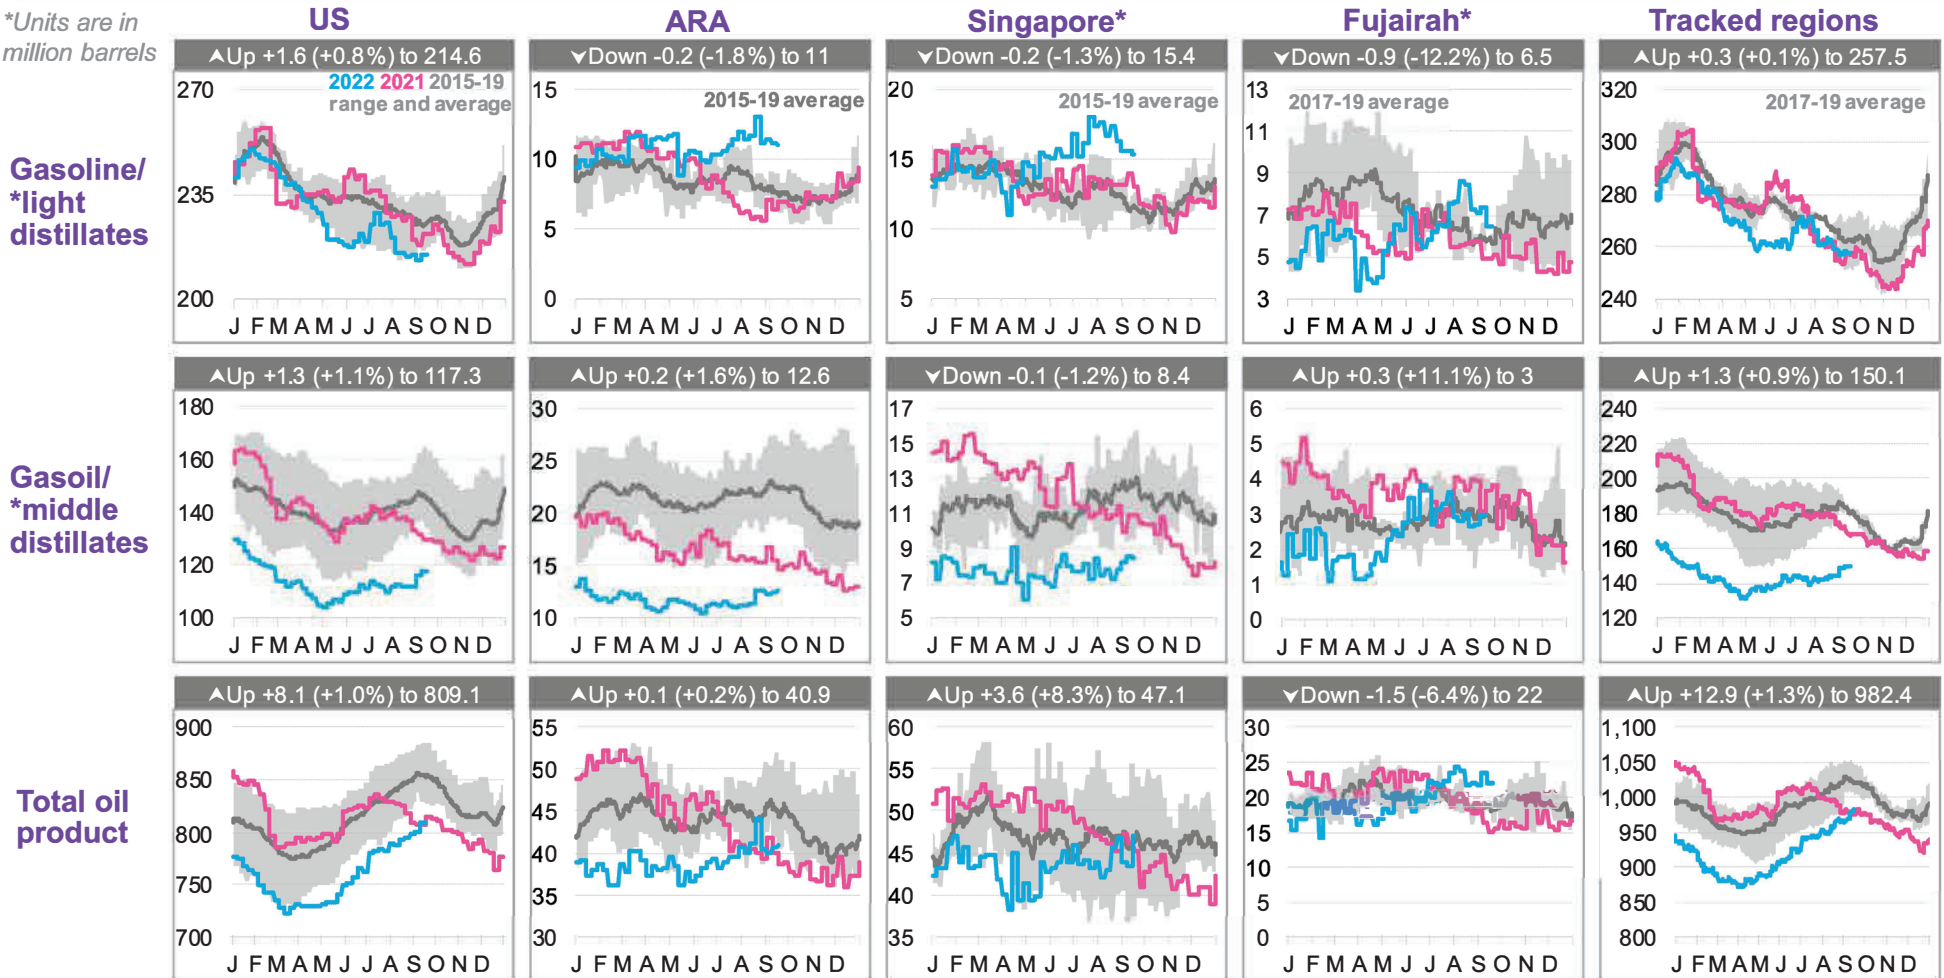 *Units are in
million barrels
US
ARA
Singapore*
Fujairah*
Tracked regions
Gasoline/
*light
distillates
Up +1.6 (+0.8%) to 214.6
2022 2021 2015-19
range and average
270
235
200
J F M A M J J A S O N D
Down -0.2 (-1.8%) to 11
2015-19 average
15
10
5
0
J F M A M J J A S O N D
Down -0.2 (-1.3%) to 15.4
2015-19 average
20
15
10
5
J F M A M J J A S O N D
Down -0.9 (-12.2%) to 6.5
2017-19 average
13
11
9
7
5
3
J F M A M J J A S O N D
Up +0.3 (+0.1%) to 257.5
2017-19 average
320
300
280
260
240
J F M A M J J A S O N D
Gasoil/
*middle
distillates
Up +1.3 (+1.1%) to 117.3
180
160
140
120
100
J F M A M J J A S O N D
Up +0.2 (+1.6%) to 12.6
30
25
20
15
10
J F M A M J J A S O N D
Down -0.1 (-1.2%) to 8.4
17
15
13
11
9
7
5
J F M A M J J A S O N D
Up +0.3 (+11.1%) to 3
6
5
4
3
2
1
0
J F M A M J J A S O N D
Up +1.3 (+0.9%) to 150.1
240
220
200
180
160
140
120
J F M A M J J A S O N D
Total oil
product
Up +8.1 (+1.0%) to 809.1
900
850
800
750
700
J F M A M J J A S O N D
Up +0.1 (+0.2%) to 40.9
55
50
45
40
35
30
J F M A M J J A S O N D
Up +3.6 (+8.3%) to 47.1
60
55
50
45
40
35
J F M A M J J A S O N D
Down -1.5 (-6.4%) to 22
30
25
20
15
10
5
0
J F M A M J J A S O N D
Up +12.9 (+1.3%) to 982.4
1,100
1,050
1,000
950
900
850
800
J F M A M J J A S O N D